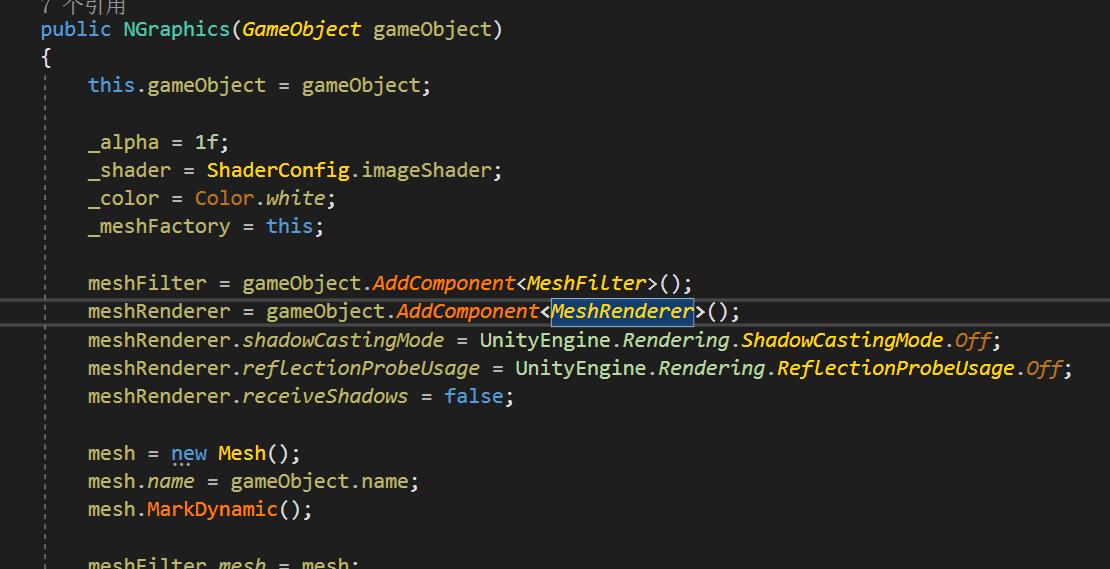 7 个引用
public NGraphics(GameObject gameObject)
{
this.gameObject = gameObject;
_alpha = 1f;
_shader = ShaderConfig.imageShader;
_color = Color.white;
_meshFactory = this;
meshFilter = gameObject.AddComponent<MeshFilter>();
meshRenderer = gameObject.AddComponent<MeshRenderer>();
meshRenderer.shadowCastingMode = UnityEngine.Rendering.ShadowCastingMode.Off;
meshRenderer.reflectionProbeUsage = UnityEngine.Rendering.ReflectionProbeUsage.Off;
meshRenderer.receiveShadows = false;
mesh = new Mesh();
mesh.name = gameObject.name;
mesh.MarkDynamic();
meshFilter.mesh = mesh;